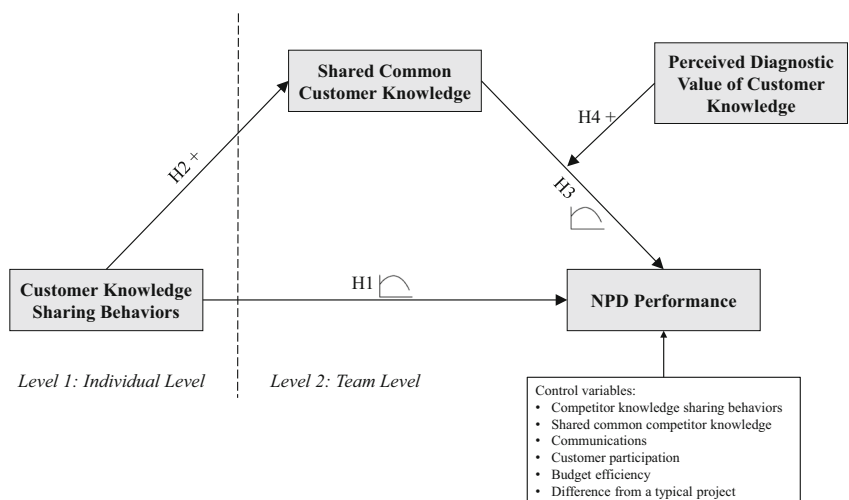 Shared Common
Customer Knowledge
Perceived Diagnostic
Value of Customer
Knowledge
H4 +
H2 +
H3
Customer Knowledge
Sharing Behaviors
H1
NPD Performance
Level 1: Individual Level
Level 2: Team Level
Control variables:
• Competitor knowledge sharing behaviors
• Shared common competitor knowledge
• Communications
• Customer participation
• Budget efficiency
• Difference from a typical project